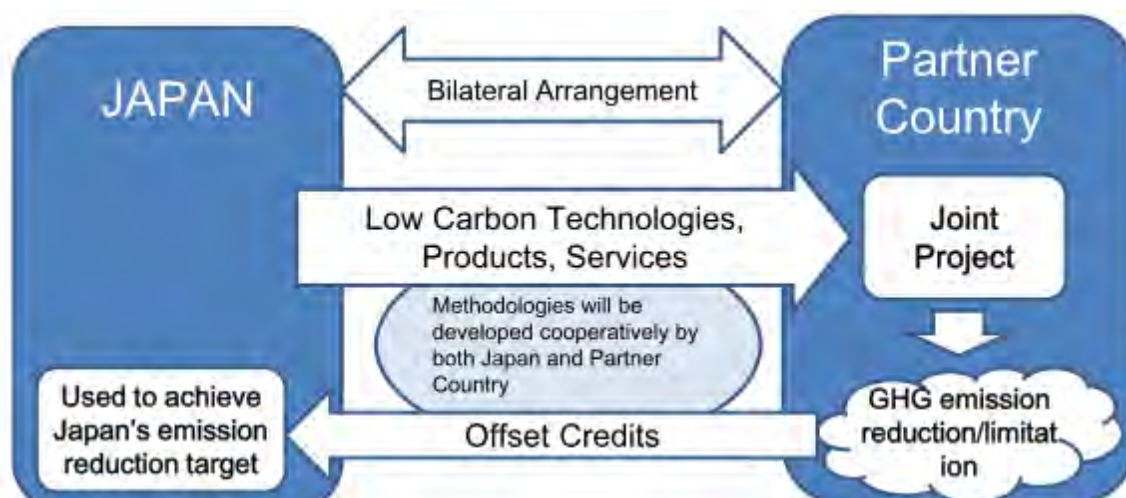 JAPAN
Bilateral Arrangement
Partner
Country
Low Carbon Technologies,
Products, Services
Joint
Project
Methodologies will be
developed cooperatively by
both Japan and Partner
Country
Used to achieve
Japan's emission
reduction target
Offset Credits
GHG emission
reduction/limitat
ion